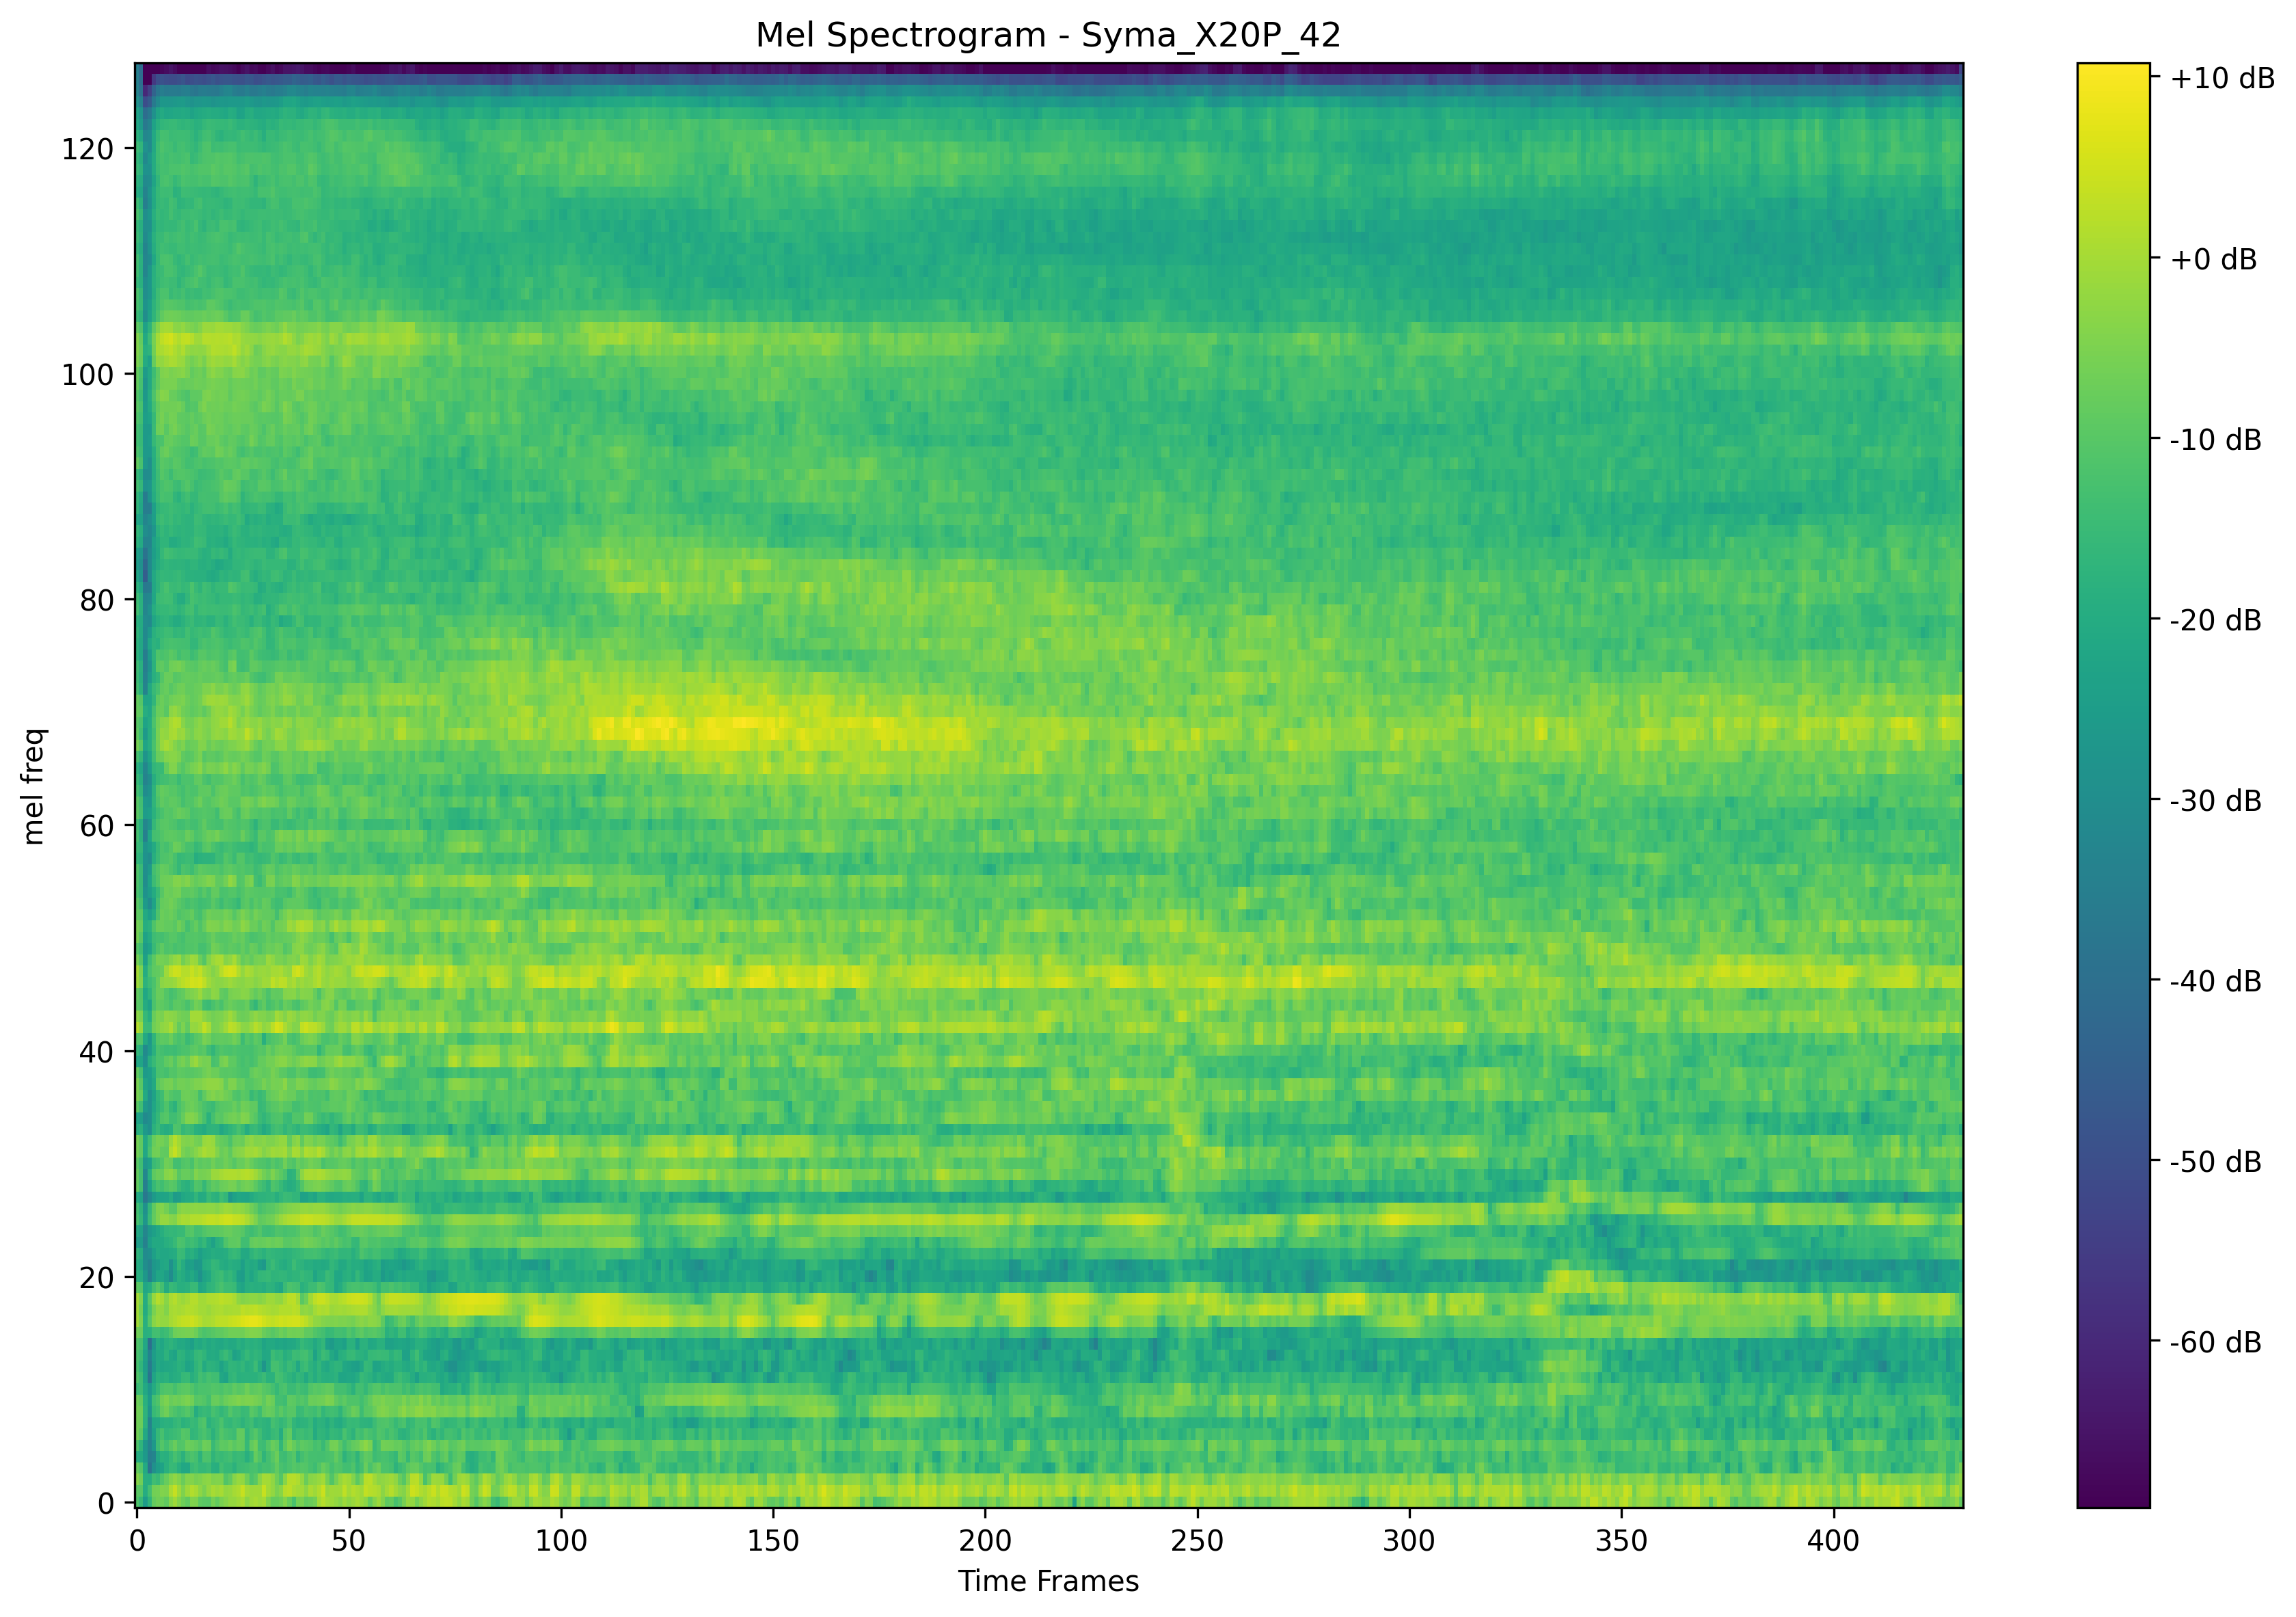 Mel Spectrogram - Syma_X20P_42
mel freq
120
100
80
60
40
20
0
0 50 100 150 200 250 300 350 400
Time Frames
+10 dB
+0 dB
-10 dB
-20 dB
-30 dB
-40 dB
-50 dB
-60 dB